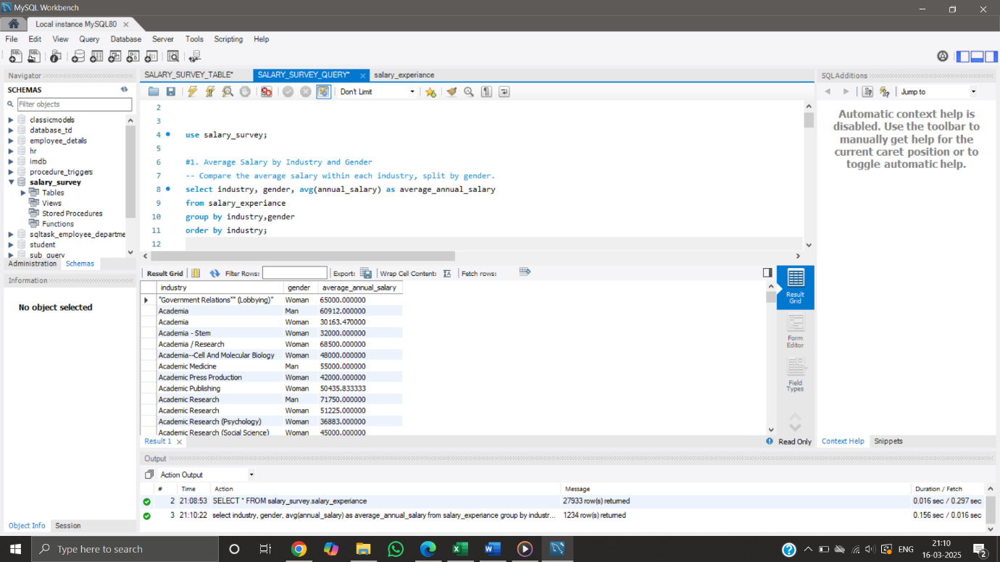 MySQL Workbench
Local instance MySQL80
File Edit View Query Database Server Tools Scripting Help
Navigator
SCHEMAS
Filter objects
classicmodels
database_td
employee_details
hr
imdb
procedure_triggers
salary_survey
Tables
Views
Stored Procedures
Functions
sqltask_employee_departme
student
sub_query
Administration Schemas
Information
No object selected
Object Info Session
SALARY_SURVEY_TABLE* SALARY_SURVEY_QUERY* salary_experiance
Don't Limit
2
3
4 use salary_survey;
5
6 #1. Average Salary by Industry and Gender
7 -- Compare the average salary within each industry, split by gender.
8 select industry, gender, avg(annual_salary) as average_annual_salary
9 from salary_experiance
10 group by industry,gender
11 order by industry;
12
Result Grid Filter Rows: Export: Wrap Cell Content: Fetch rows:
industry gender average_annual_salary
"Government Relations"" (Lobbying)" Woman 65000.000000
Academia Man 60912.000000
Academia Woman 30163.470000
Academia - Stem Woman 32000.000000
Academia / Research Woman 68500.000000
Academia--Cell And Molecular Biology Woman 48000.000000
Academic Medicine Man 55000.000000
Academic Press Production Woman 42000.000000
Academic Publishing Woman 50435.833333
Academic Research Man 71750.000000
Academic Research Woman 51225.000000
Academic Research (Psychology) Woman 36883.000000
Academic Research (Social Science) Woman 45000.000000
Result Grid
Form Editor
Field Types
Result 1
Read Only
SQLAdditions
Jump to
Automatic context help is
disabled. Use the toolbar to
manually get help for the
current caret position or to
toggle automatic help.
Context Help Snippets
Output
Action Output
# Time Action Message Duration / Fetch
2 21:08:53 SELECT * FROM salary_survey.salary_experiance 27933 row(s) returned 0.016 sec / 0.297 sec
3 21:10:22 select industry, gender, avg(annual_salary) as average_annual_salary from salary_experiance group by industr... 1234 row(s) returned 0.156 sec / 0.016 sec
Type here to search
ENG
21:10
16-03-2025
2